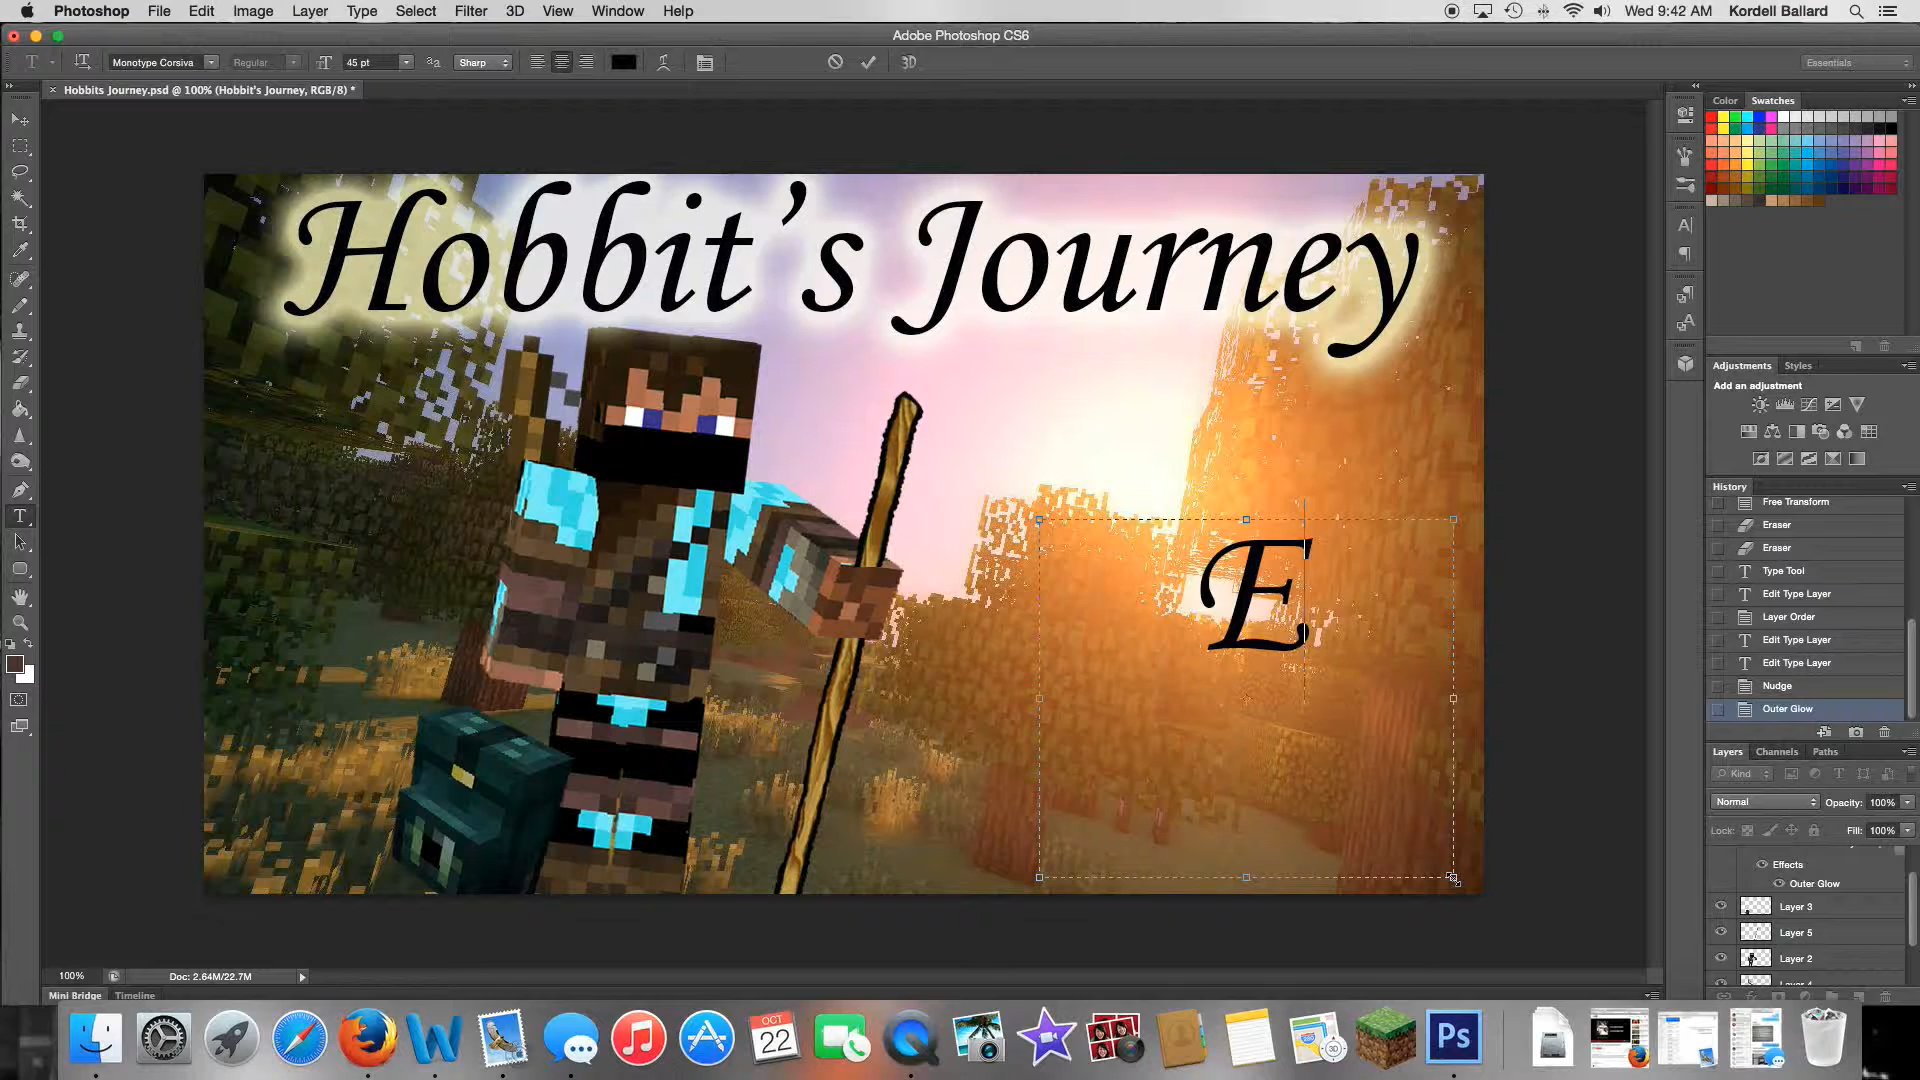 Photoshop File Edit Image Layer Type Select Filter 3D View Window Help Wed 9:42 AM Kordell Ballard
Adobe Photoshop CS6
Monotype Corsiva Regular 45 pt Sharp 3D Essentials
Hobbits Journey.psd @ 100% (Hobbit's Journey, RGB/8) *
Color Swatches
Hobbit's Journey
E
Adjustments Styles
Add an adjustment
History
Free Transform
Eraser
Eraser
Type Tool
Edit Type Layer
Layer Order
Edit Type Layer
Edit Type Layer
Nudge
Outer Glow
Layers Channels Paths
Kind
Normal Opacity: 100%
Lock: Fill: 100%
Effects
Outer Glow
Layer 3
Layer 5
Layer 2
Layer 4
100% Doc: 2.64M/22.7M
Mini Bridge Timeline
OCT
22
Ps